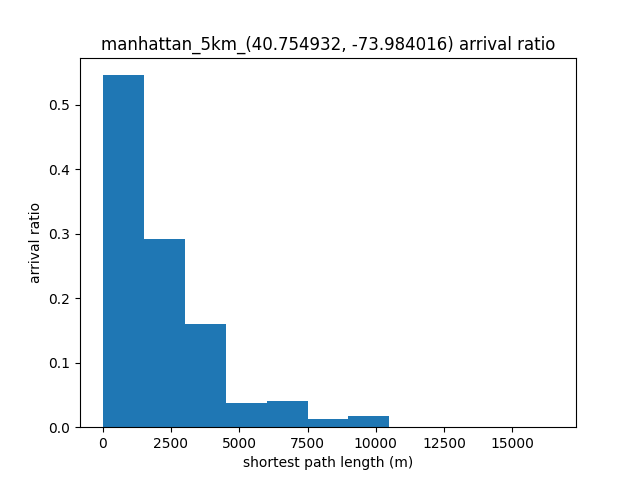 manhattan_5km_(40.754932, -73.984016) arrival ratio
0.5
0.4
0.3
0.2
0.1
0.0
arrival ratio
0 2500 5000 7500 10000 12500 15000
shortest path length (m)